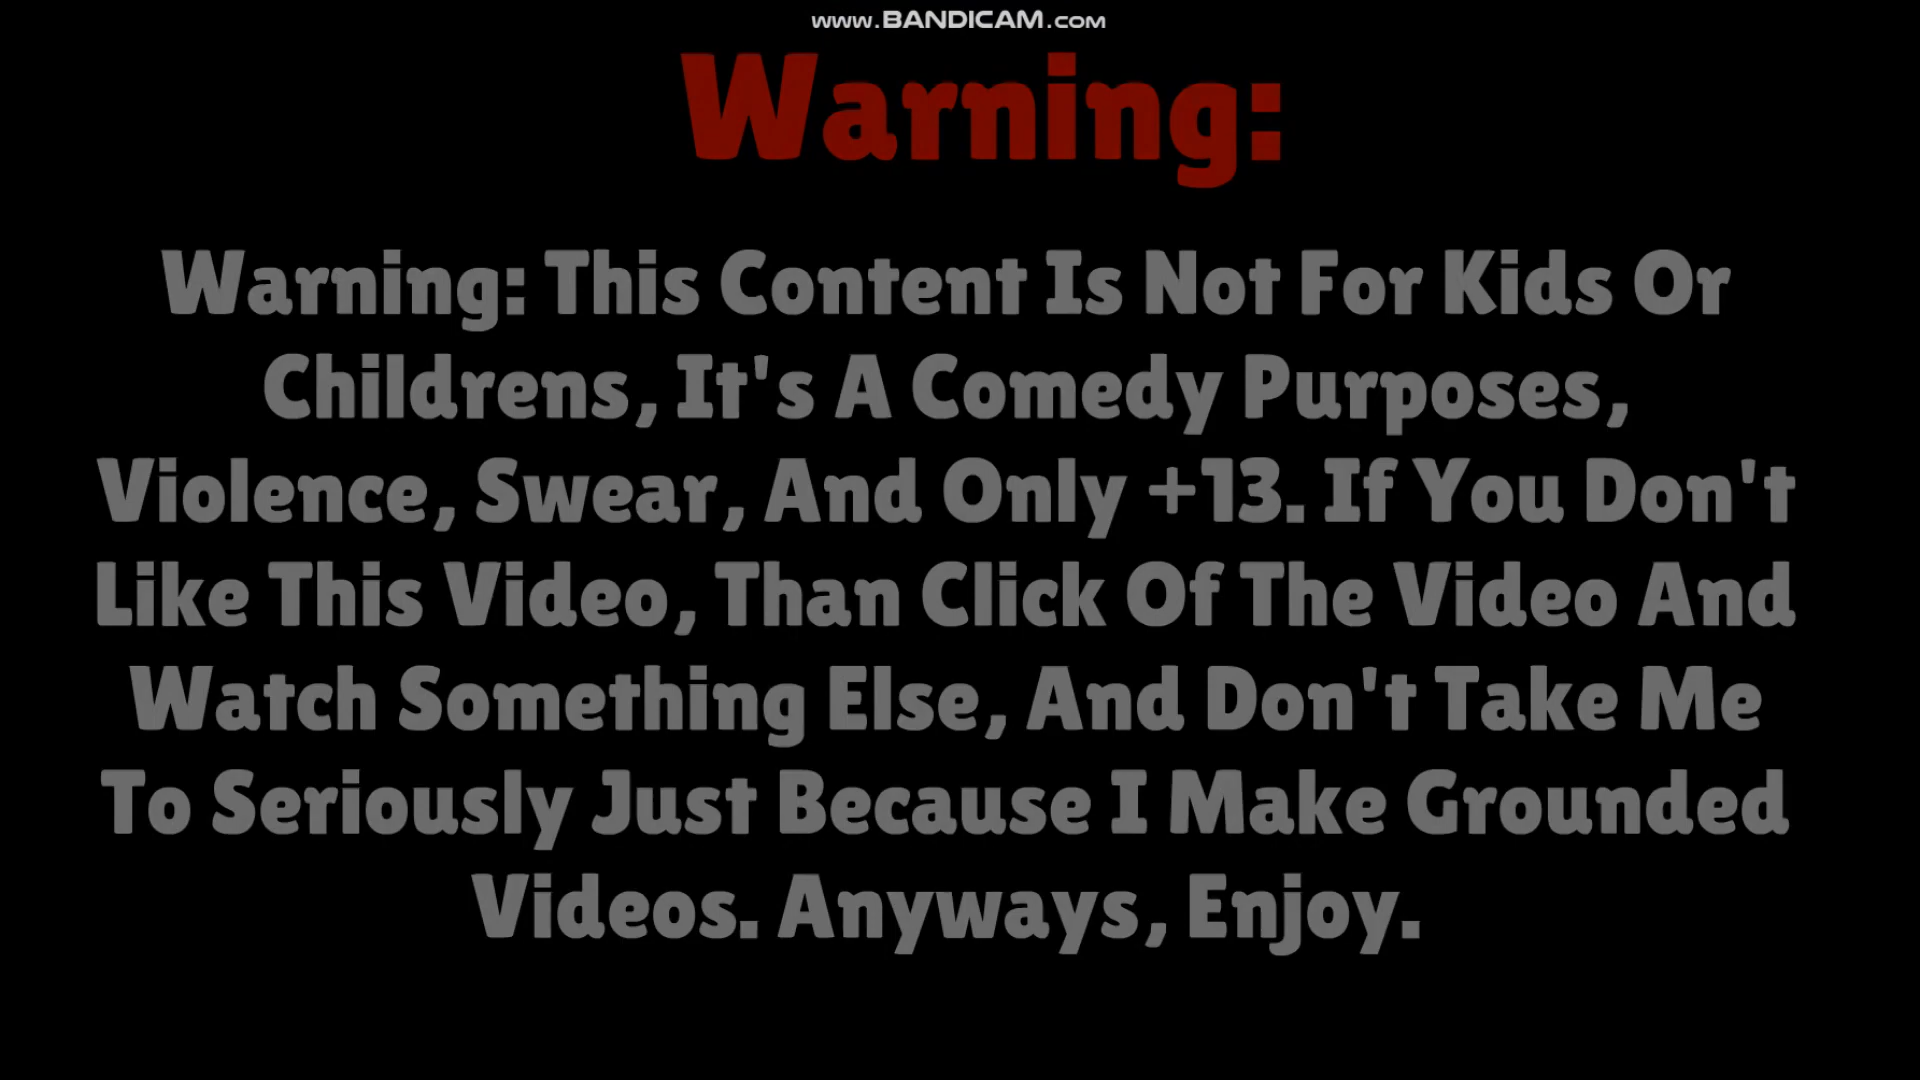 www.BANDICAM.com
Warning:
Warning: This Content Is Not For Kids Or
Childrens, It's A Comedy Purposes,
Violence, Swear, And Only +13. If You Don't
Like This Video, Than Click Of The Video And
Watch Something Else, And Don't Take Me
To Seriously Just Because I Make Grounded
Videos. Anyways, Enjoy.